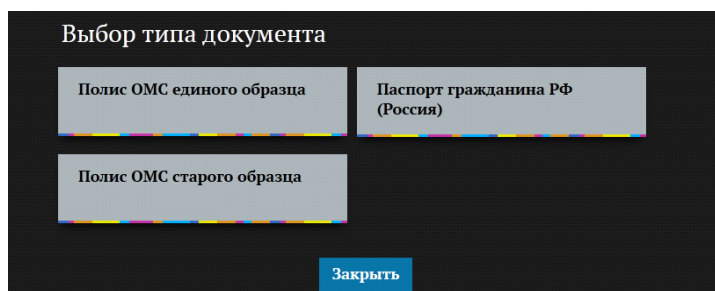 Выбор типа документа
Полис ОМС единого образца
Паспорт гражданина РФ
(Россия)
Полис ОМС старого образца
Закрыть